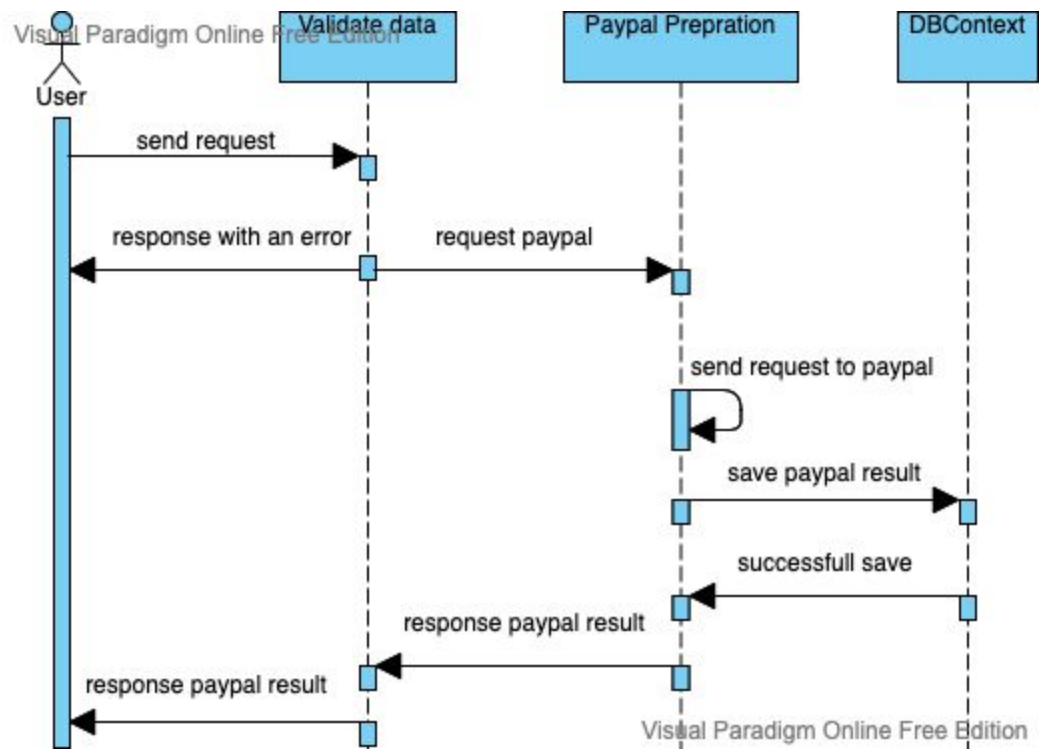 Visual Paradigm Online Free Edition
Validate data
Paypal Prepration
DBContext
User
send request
response with an error
request paypal
send request to paypal
save paypal result
successfull save
response paypal result
response paypal result
Visual Paradigm Online Free Edition